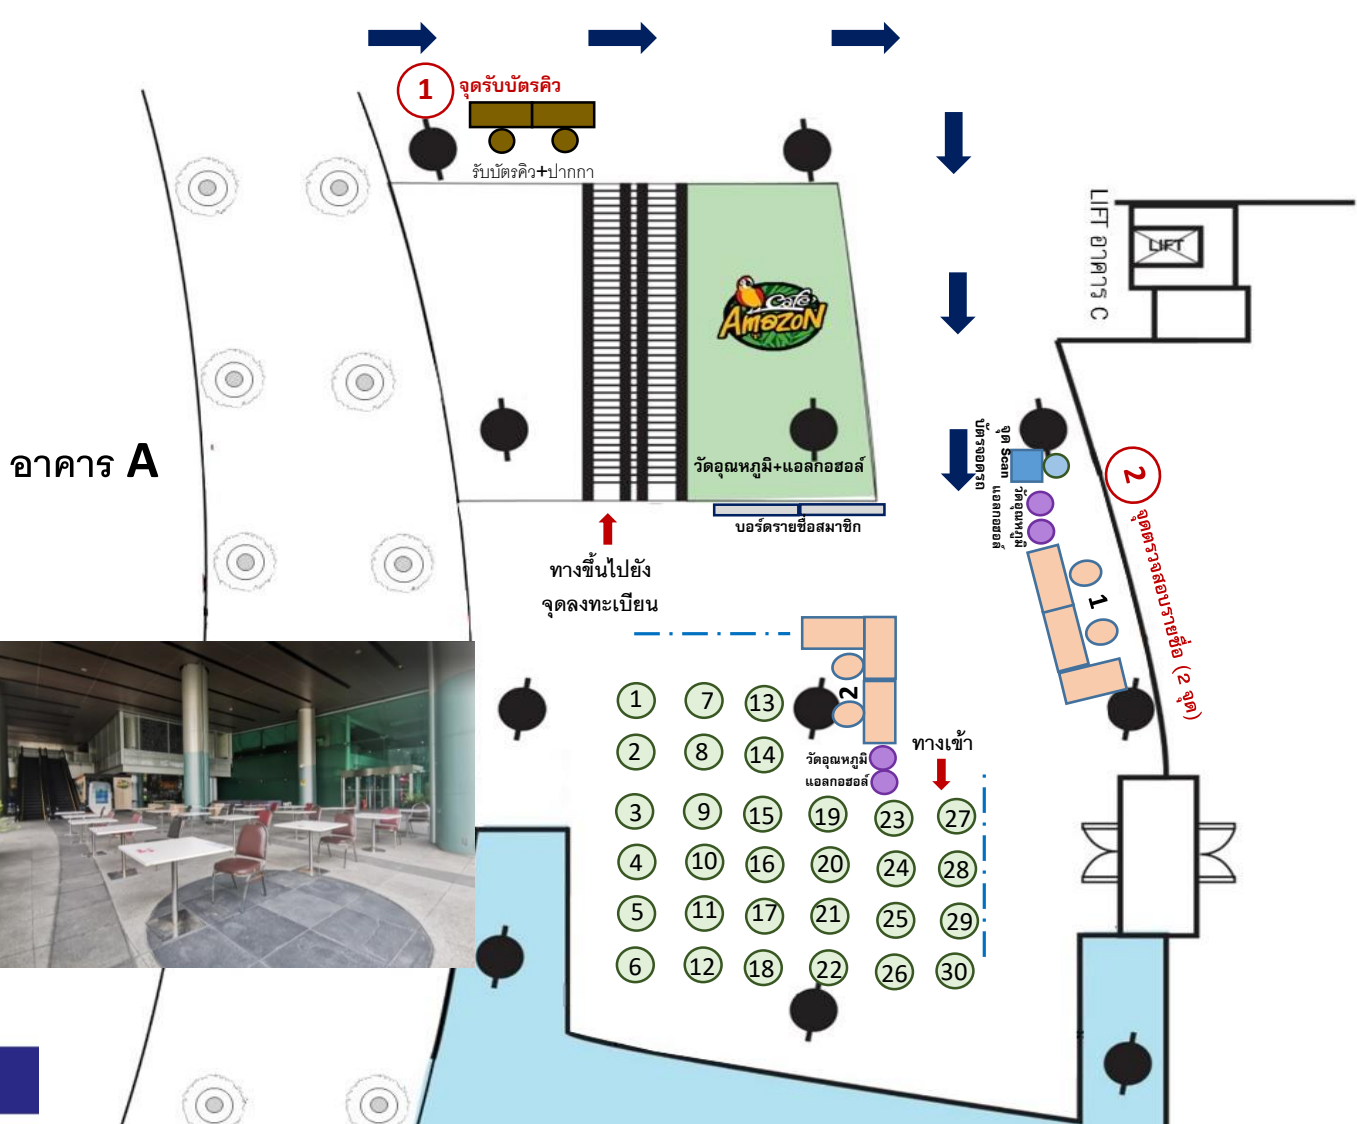 1
จุดรับบัตรคิว
รับบัตรคิว+ปากกา
LIFT อาคาร C
LIFT
Café
Amazon
อาคาร A
วัดอุณหภูมิ+แอลกอฮอล์
บอร์ดรายชื่อสมาชิก
จุด Scan
บัตรจอดรถ
วัดอุณหภูมิ
แอลกอฮอล์
2
จุดตรวจสอบรายชื่อ (2 จุด)
1
ทางขึ้นไปยัง
จุดลงทะเบียน
2
วัดอุณหภูมิ
แอลกอฮอล์
ทางเข้า
1 7 13
2 8 14
3 9 15 19 23 27
4 10 16 20 24 28
5 11 17 21 25 29
6 12 18 22 26 30